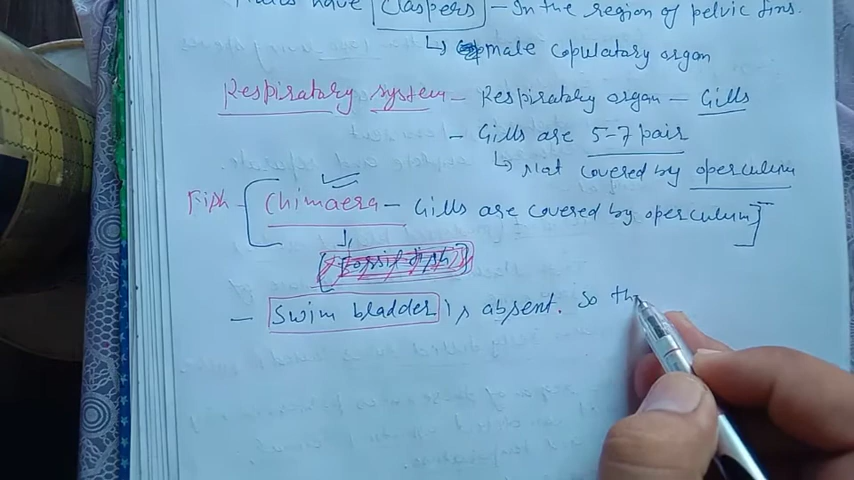 have Claspers - In the region of pelvic fins.
↳ male copulatory organ
Respiratory system - Respiratory organ - Gills
- Gills are 5-7 pair
↳ Not covered by operculum
Fish - [Chimaera - Gills are covered by operculum]
- Swim bladder is absent. So th